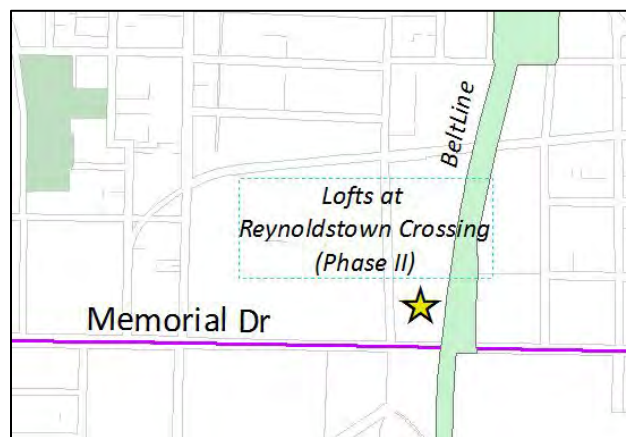 BeltLine
Lofts at
Reynoldstown Crossing
(Phase II)
Memorial Dr